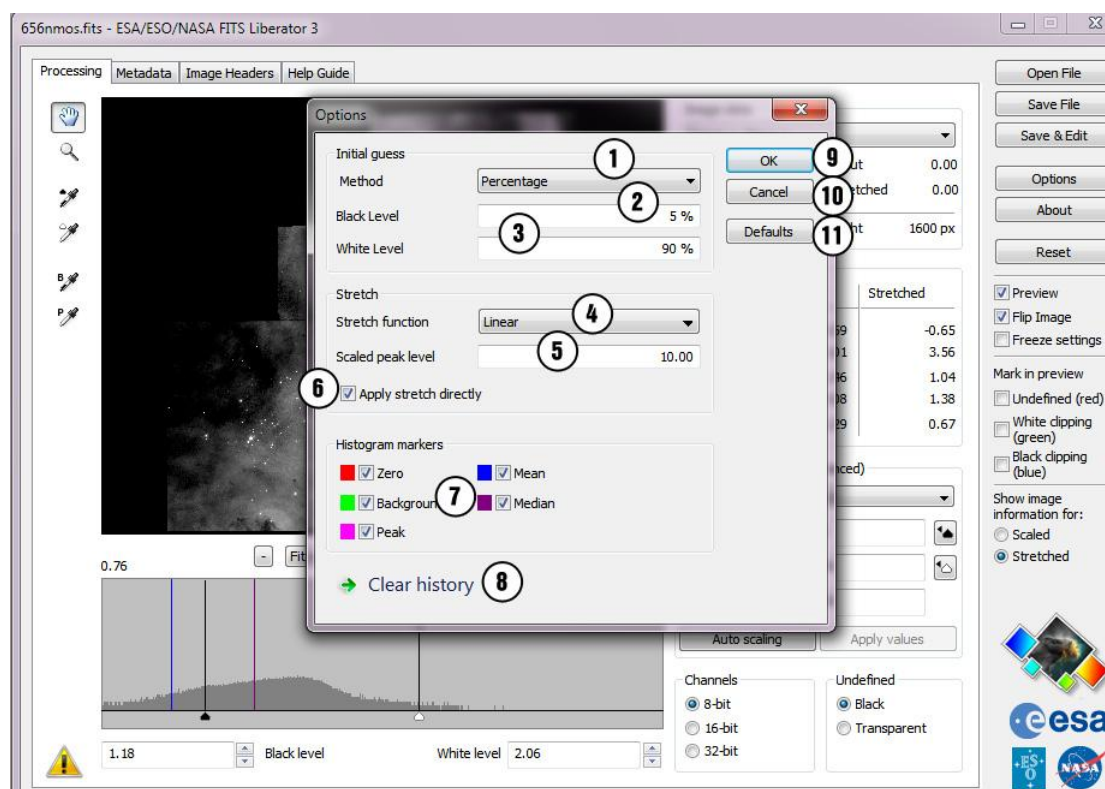 656nmos.fits - ESA/ESO/NASA FITS Liberator 3
Processing
Metadata
Image Headers
Help Guide
Open File
Save File
Save & Edit
Options
About
Reset
Preview
Flip Image
Freeze settings
Mark in preview
Undefined (red)
White clipping
(green)
Black clipping
(blue)
Show image
information for:
Scaled
Stretched
Options
Initial guess
1
Method
Percentage
2
Black Level
5 %
3
White Level
90 %
Stretch
Stretch function
Linear
4
Scaled peak level
5
10.00
6
Apply stretch directly
Histogram markers
Zero
Mean
Background
7
Median
Peak
Clear history
8
OK
9
Cancel
10
Defaults
11
0.00
0.00
1600 px
Stretched
-0.65
3.56
1.04
1.38
0.67
B
P
0.76
-
Fit
Auto scaling
Apply values
Channels
8-bit
16-bit
32-bit
Undefined
Black
Transparent
1.18
Black level
White level
2.06
esa
ESO
NASA